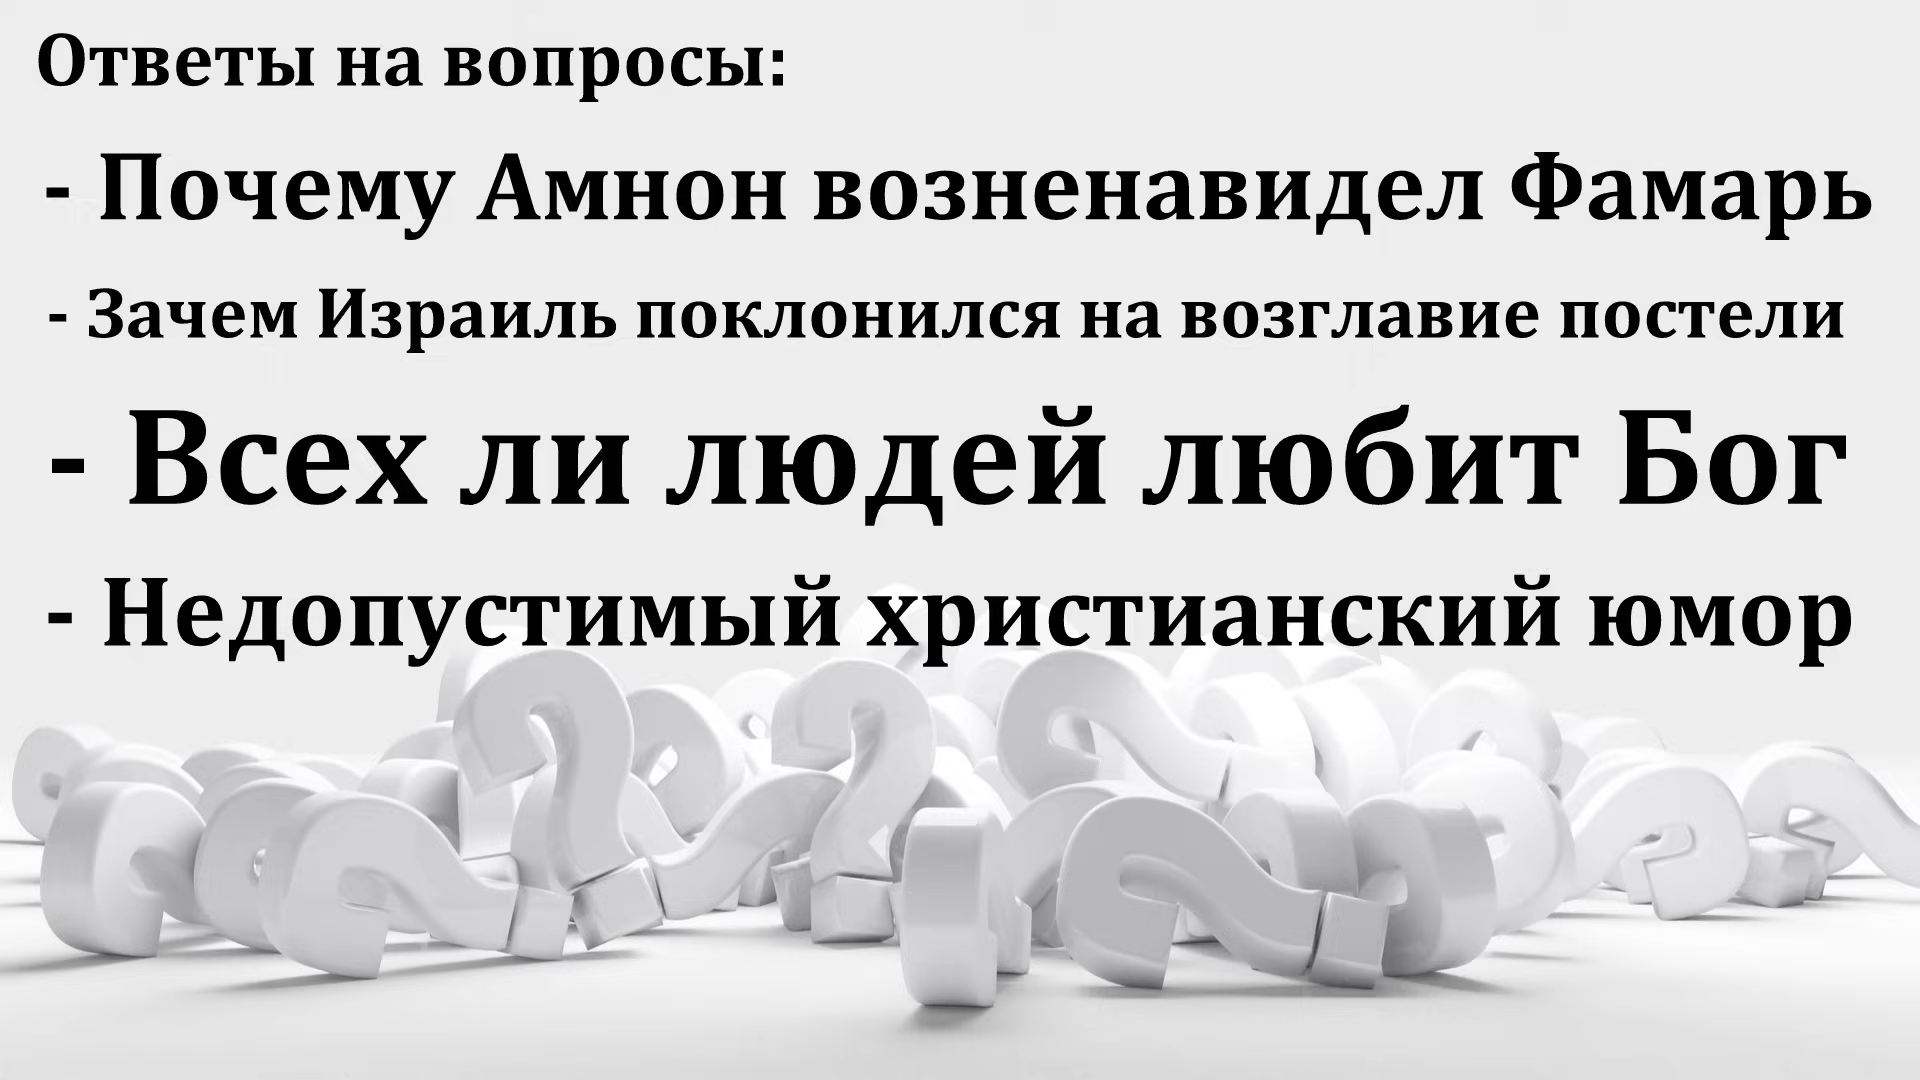 Ответы на вопросы:
- Почему Амнон возненавидел Фамарь
- Зачем Израиль поклонился на возглавие постели
- Всех ли людей любит Бог
- Недопустимый христианский юмор